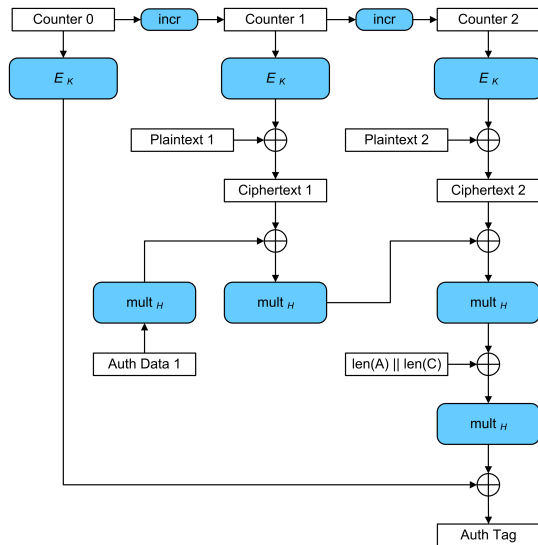 Counter 0
incr
Counter 1
incr
Counter 2
E K
E K
E K
Plaintext 1
Plaintext 2
Ciphertext 1
Ciphertext 2
mult H
mult H
mult H
Auth Data 1
len(A) || len(C)
mult H
Auth Tag